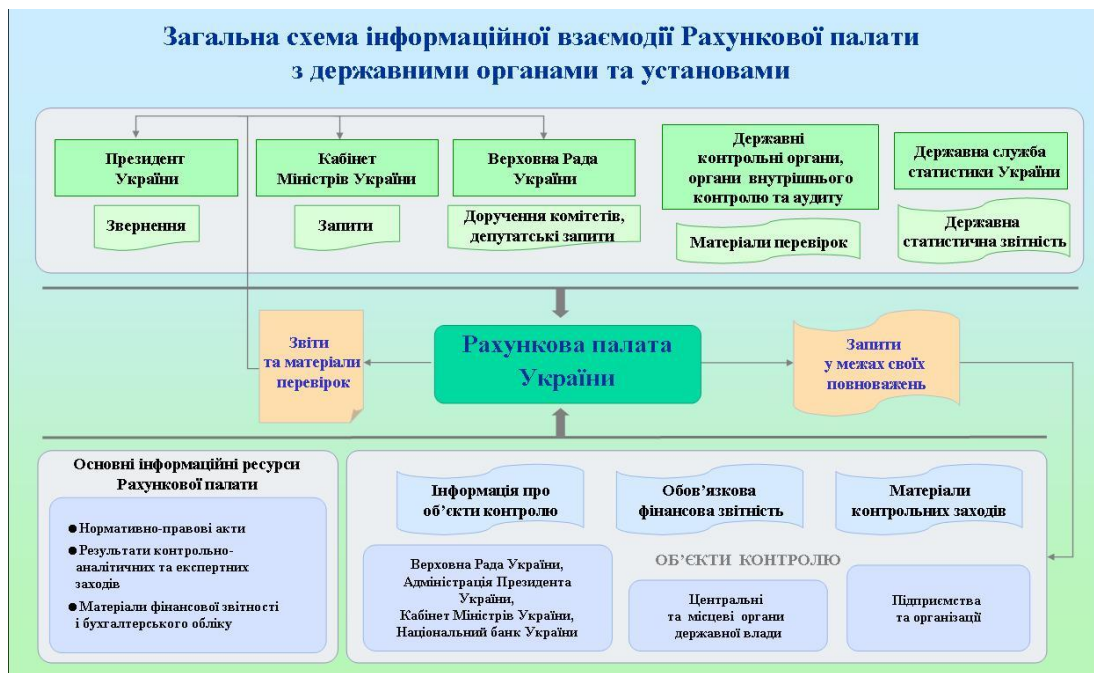 Загальна схема інформаційної взаємодії Рахункової палати
з державними органами та установами
Президент
України
Кабінет
Міністрів України
Верховна Рада
України
Державні
контрольні органи,
органи внутрішнього
контролю та аудиту
Державна служба
статистики України
Звернення
Запити
Доручення комітетів,
депутатські запити
Матеріали перевірок
Державна
статистична звітність
Звіти
та матеріали
перевірок
Рахункова палата
України
Запити
у межах своїх
повноважень
Основні інформаційні ресурси
Рахункової палати
● Нормативно-правові акти
● Результати контрольно-
аналітичних та експертних
заходів
● Матеріали фінансової звітності
і бухгалтерського обліку
Інформація про
об’єкти контролю
Обов’язкова
фінансова звітність
Матеріали
контрольних заходів
ОБ’ЄКТИ КОНТРОЛЮ
Верховна Рада України,
Адміністрація Президента
України,
Кабінет Міністрів України,
Національний банк України
Центральні
та місцеві органи
державної влади
Підприємства
та організації